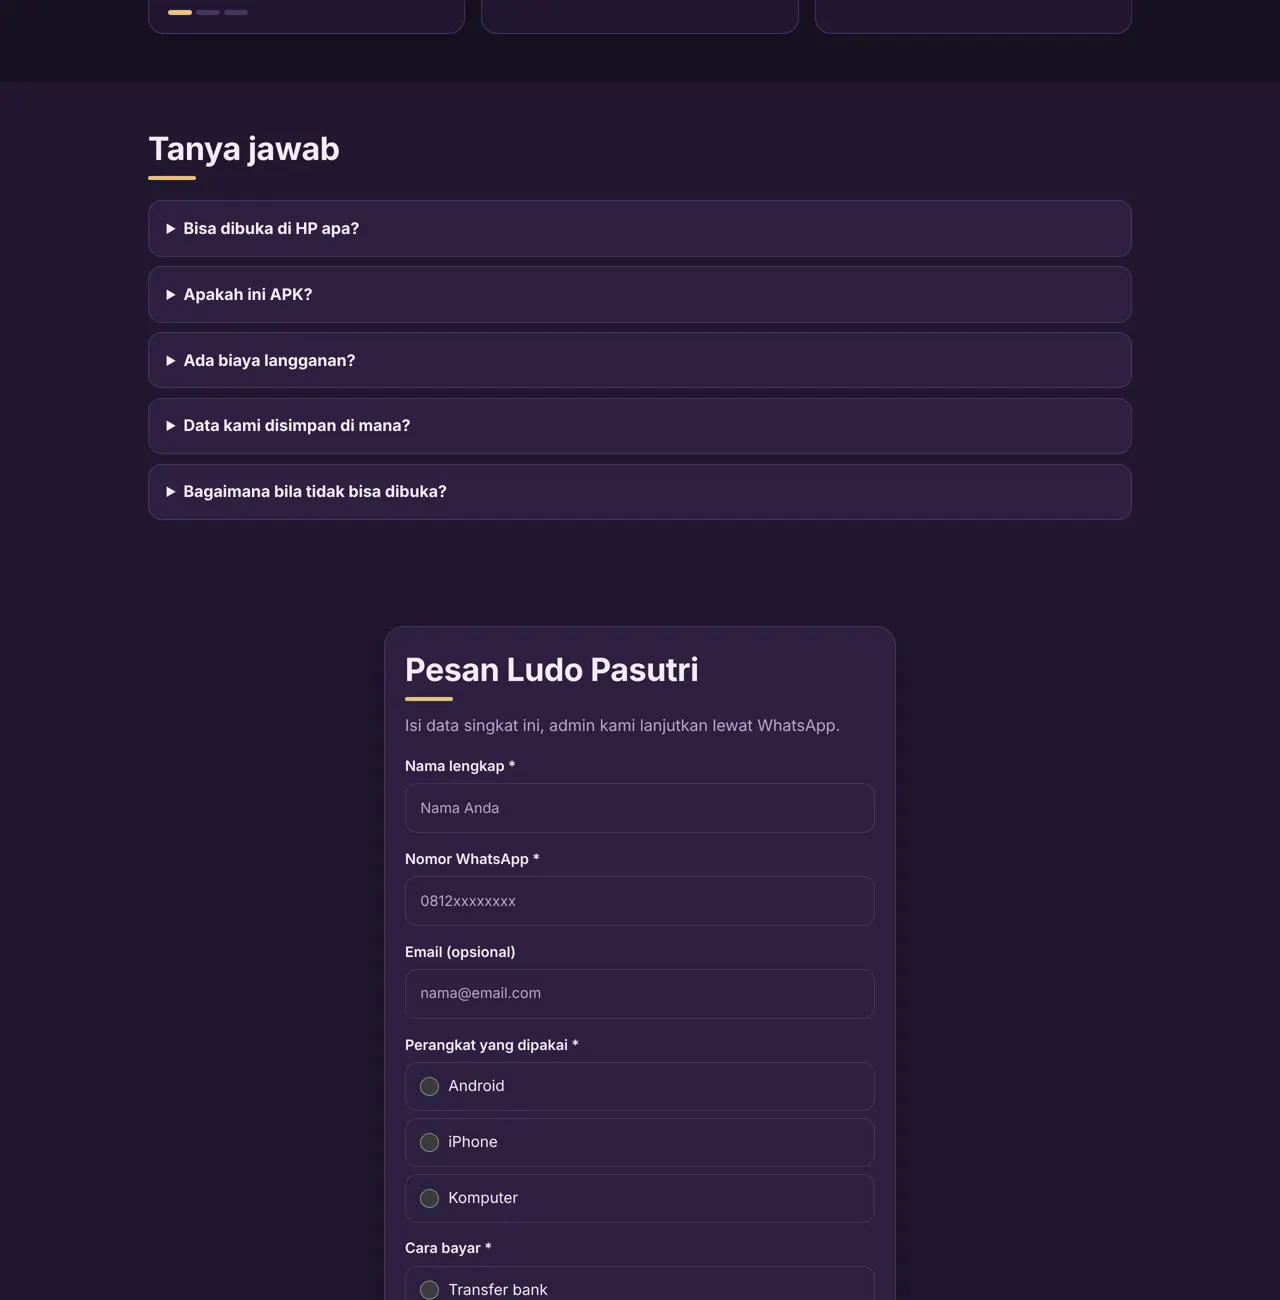 Tanya jawab
Bisa dibuka di HP apa?
Apakah ini APK?
Ada biaya langganan?
Data kami disimpan di mana?
Bagaimana bila tidak bisa dibuka?
Pesan Ludo Pasutri
Isi data singkat ini, admin kami lanjutkan lewat WhatsApp.
Nama lengkap *
Nama Anda
Nomor WhatsApp *
0812xxxxxxxx
Email (opsional)
nama@email.com
Perangkat yang dipakai *
Android
iPhone
Komputer
Cara bayar *
Transfer bank